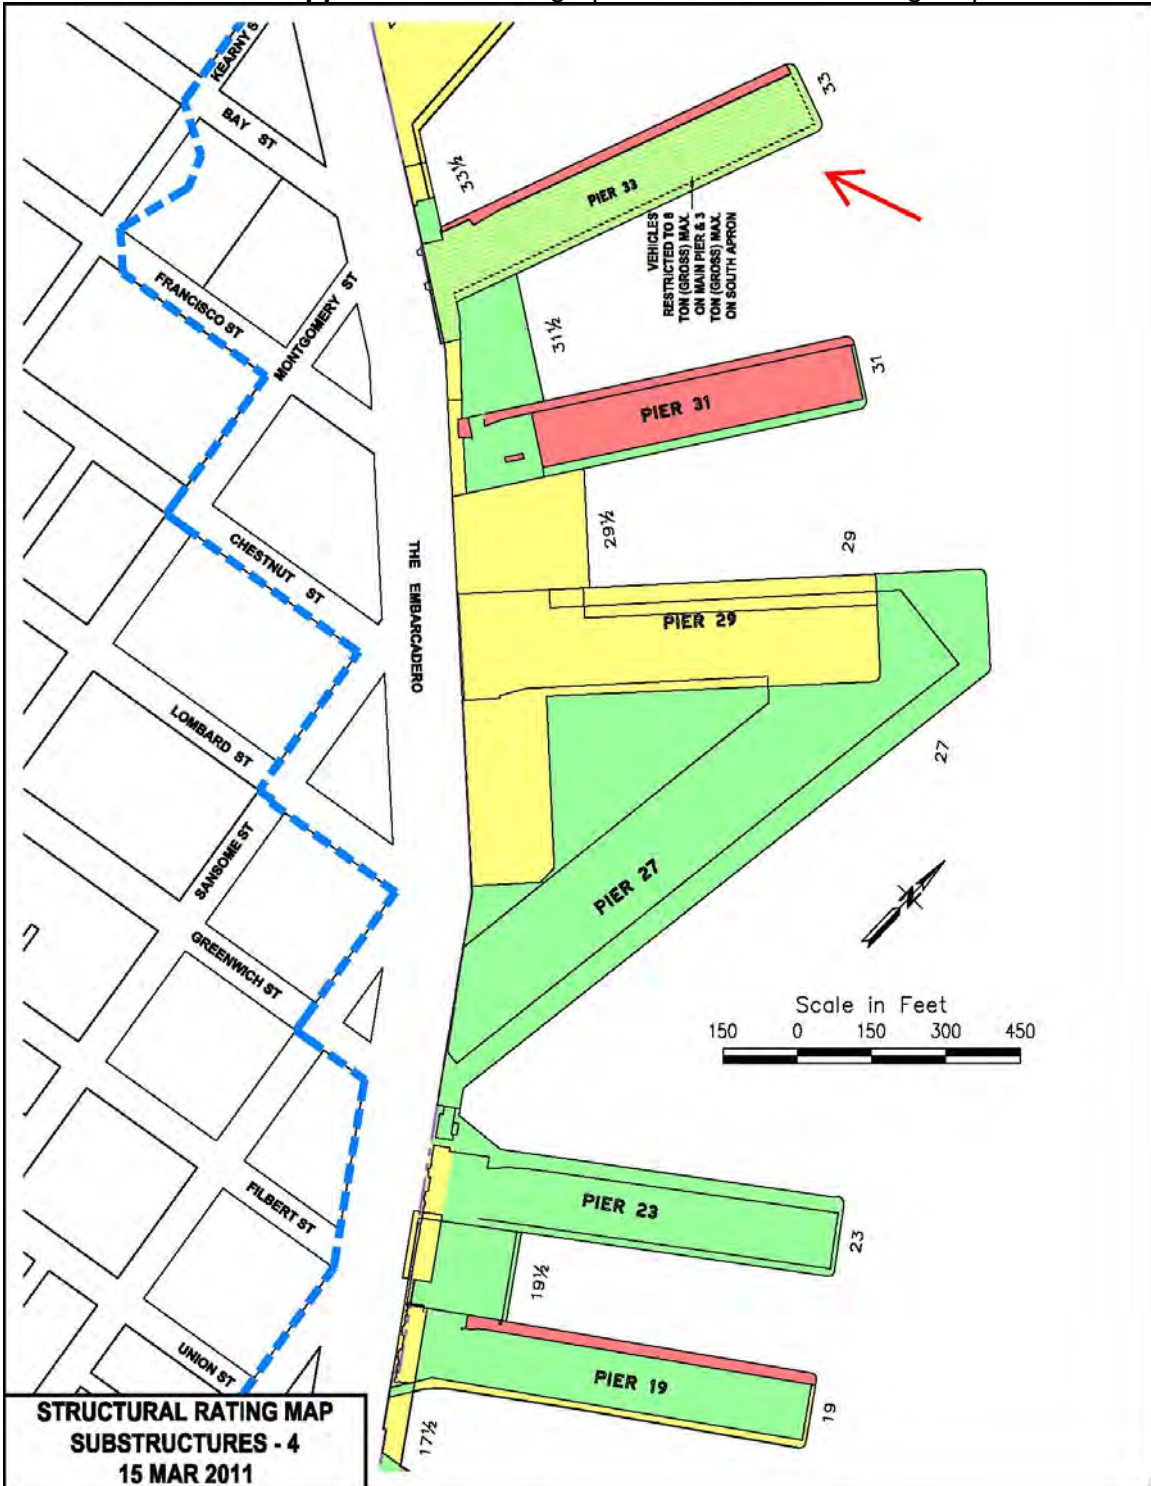 KEARNY S
BAY ST
FRANCISCO ST
MONTGOMERY ST
CHESTNUT ST
THE EMBARCADERO
LOMBARD ST
SANSOME ST
GREENWICH ST
FILBERT ST
UNION ST
33
33½
PIER 33
VEHICLES
RESTRICTED TO 8
TON (GROSS) MAX.
ON MAIN PIER & 3
TON (GROSS) MAX.
ON SOUTH APRON
31½
31
PIER 31
29½
29
PIER 29
27
PIER 27
N
Scale in Feet
150 0 150 300 450
PIER 23
23
19½
PIER 19
19
17½
STRUCTURAL RATING MAP
SUBSTRUCTURES - 4
15 MAR 2011